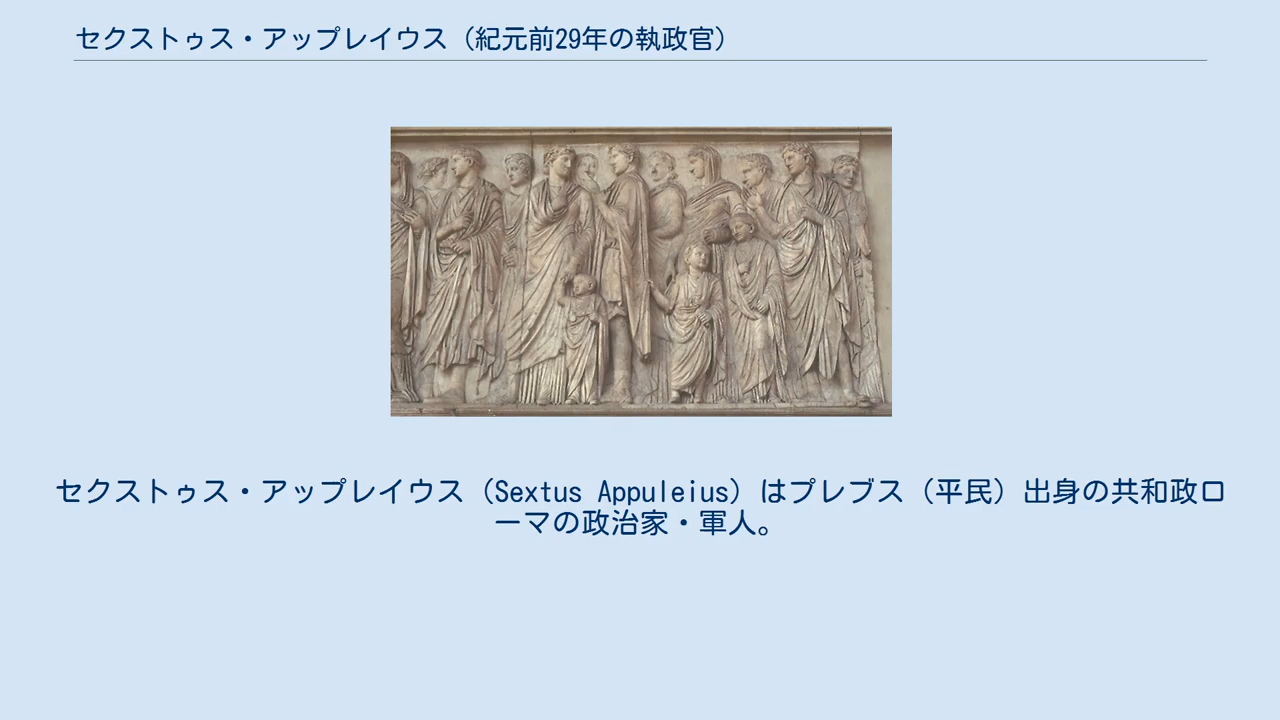 セクストゥス・アップレイウス（紀元前29年の執政官）
セクストゥス・アップレイウス（Sextus Appuleius）はプレブス（平民）出身の共和政ロ
ーマの政治家・軍人。